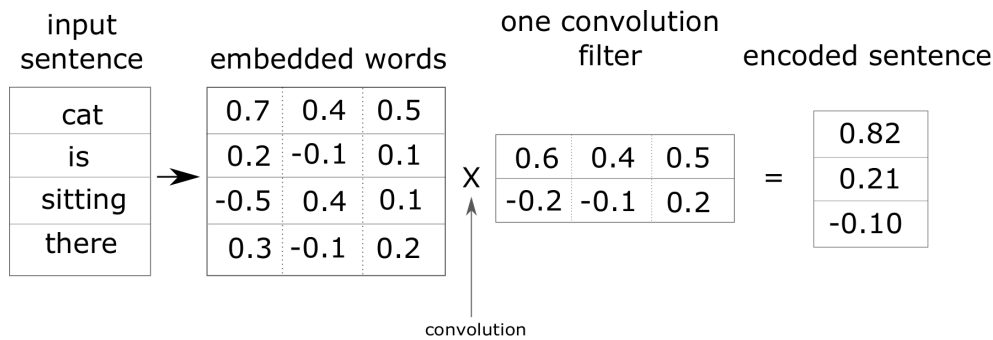 input
sentence
embedded words
one convolution
filter
encoded sentence
cat
is
sitting
there
0.7 0.4 0.5
0.2 -0.1 0.1
-0.5 0.4 0.1
0.3 -0.1 0.2
X
0.6 0.4 0.5
-0.2 -0.1 0.2
=
0.82
0.21
-0.10
convolution